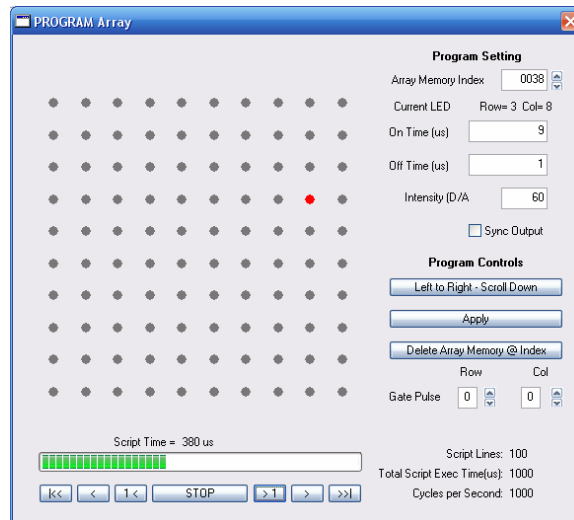 PROGRAM Array
Program Setting
Array Memory Index 0038
Current LED Row= 3 Col= 8
On Time (us) 9
Off Time (us) 1
Intensity (D/A 60
Sync Output
Program Controls
Left to Right - Scroll Down
Apply
Delete Array Memory @ Index
Row Col
Gate Pulse 0 0
Script Time = 380 us
|<< < 1< STOP >1 > >>|
Script Lines: 100
Total Script Exec Time(us): 1000
Cycles per Second: 1000